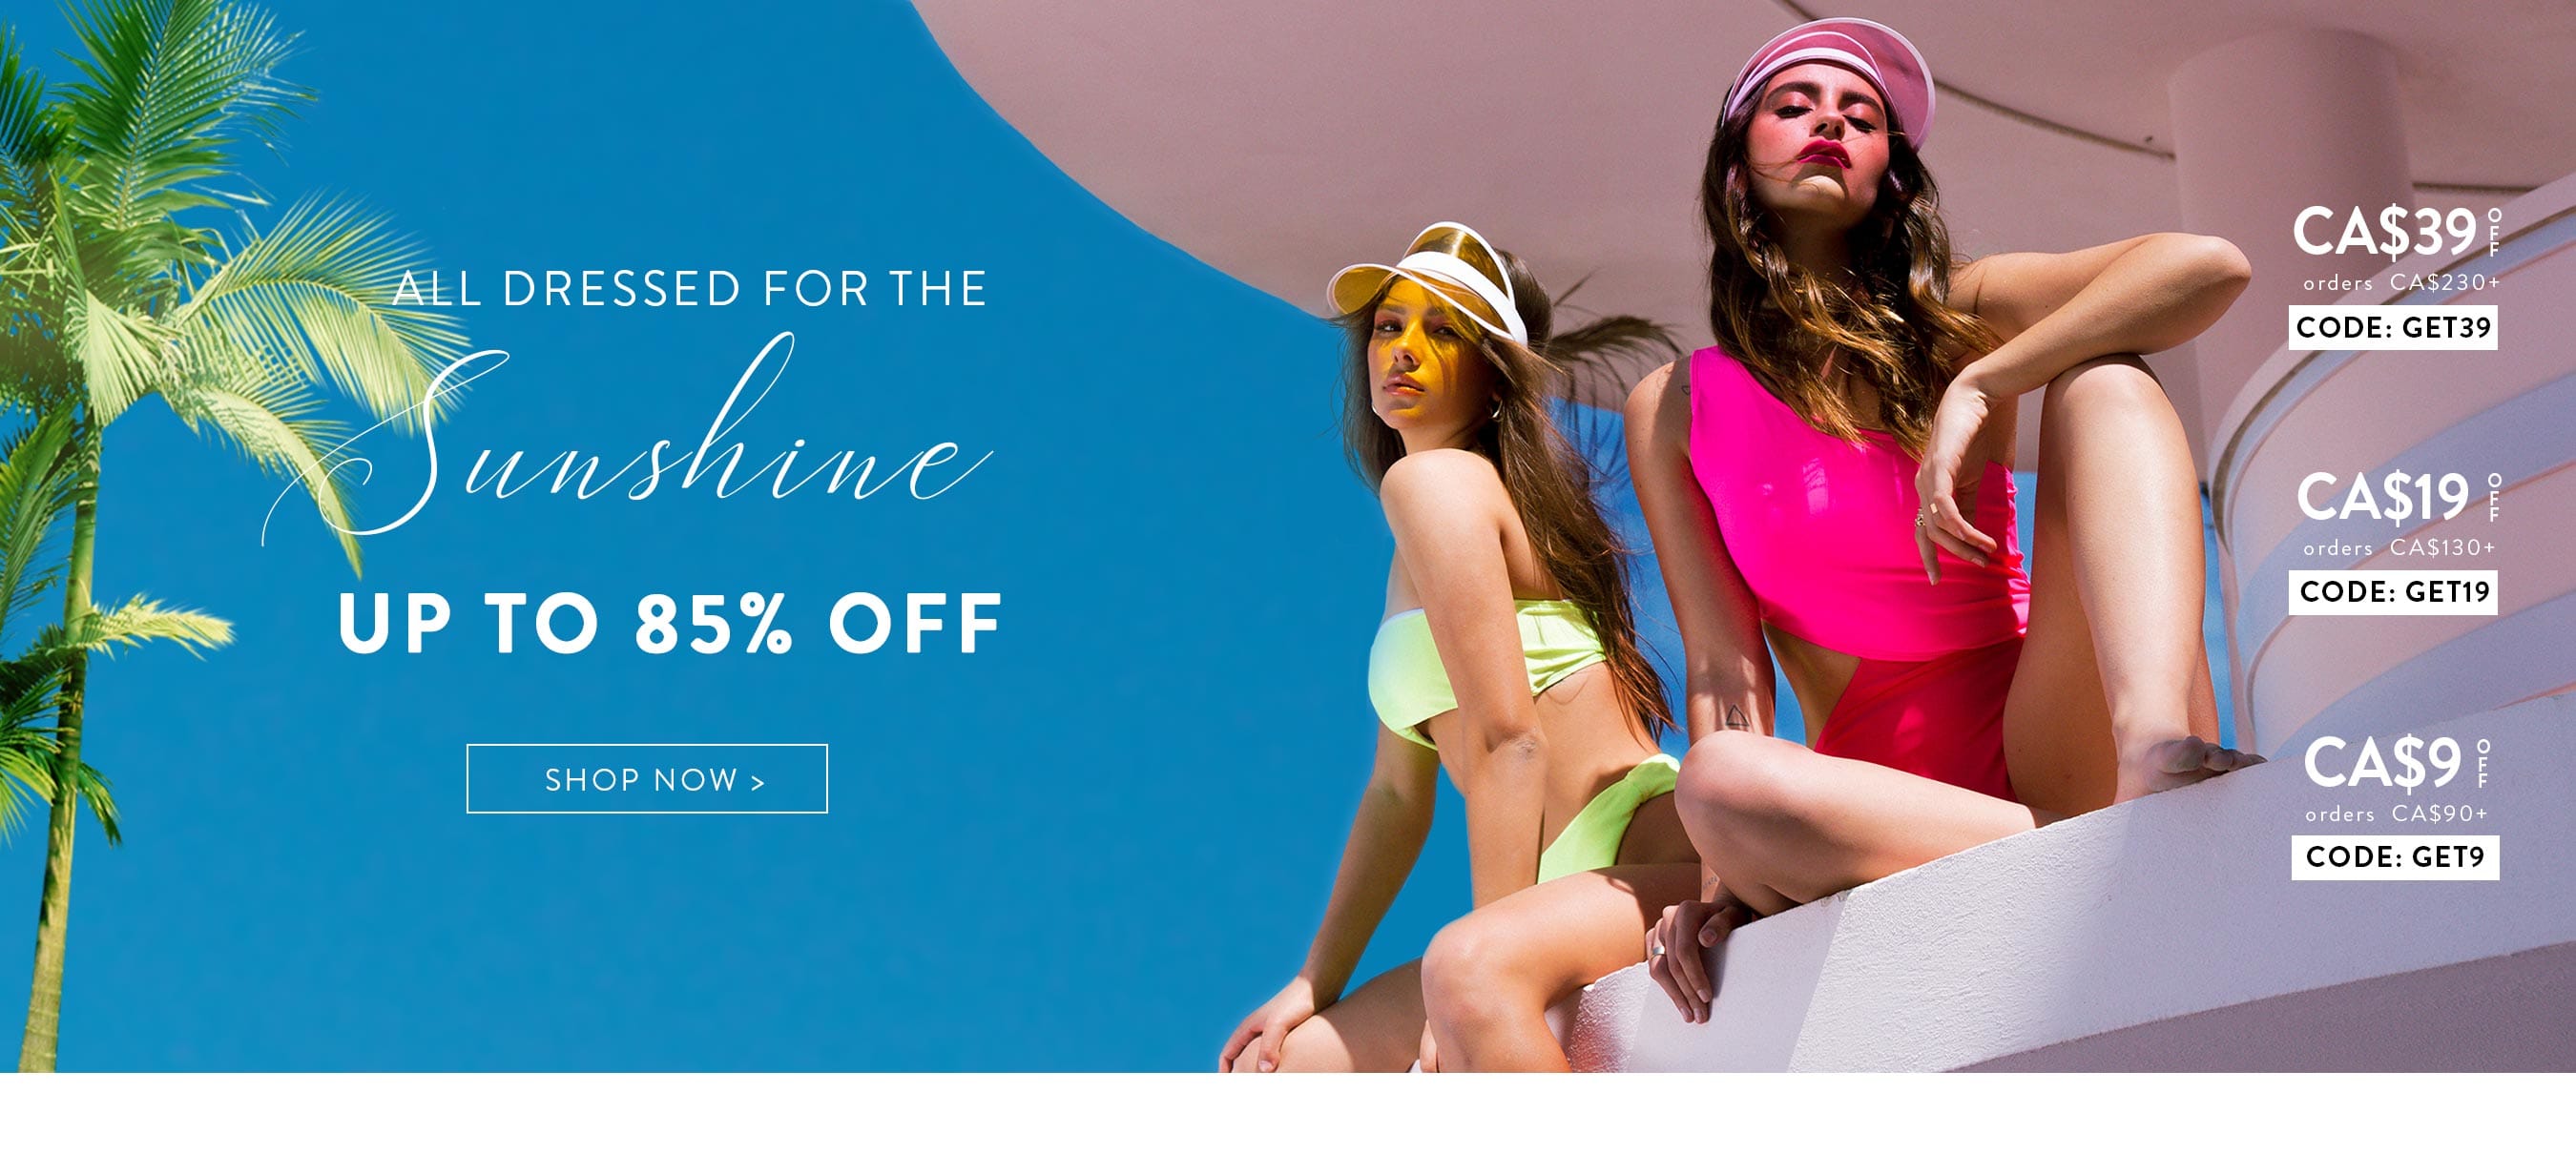 ALL DRESSED FOR THE
Sunshine
UP TO 85% OFF
SHOP NOW >
CA$39 OFF
orders CA$230+
CODE: GET39
CA$19 OFF
orders CA$130+
CODE: GET19
CA$9 OFF
orders CA$90+
CODE: GET9